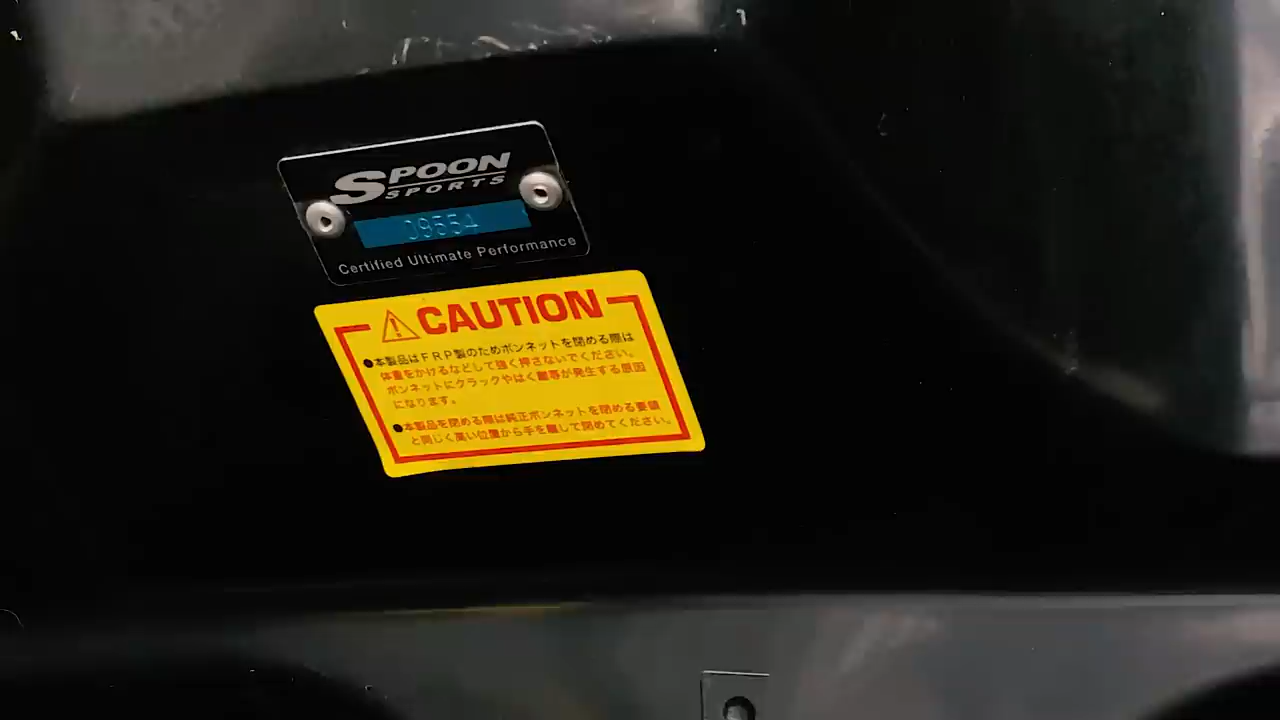 SPOON
SPORTS
09554
Certified Ultimate Performance
CAUTION
●本製品はFRP製のためボンネットを閉める際は
体重をかけるなどして強く押さないでください。
ボンネットにクラックやはく離等が発生する原因
になります。
●本製品を閉める際は純正ボンネットを閉める要領
と同じく高い位置から手を離して閉めてください。